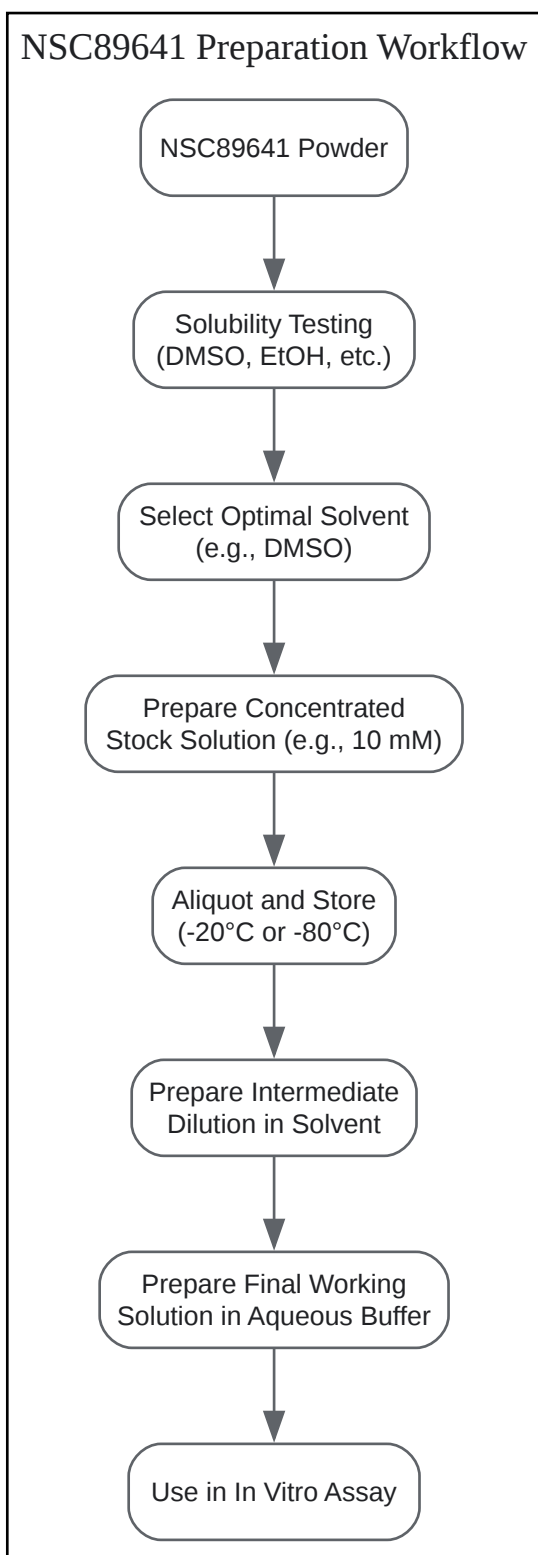 NSC89641 Preparation Workflow
NSC89641 Powder
Solubility Testing
(DMSO, EtOH, etc.)
Select Optimal Solvent
(e.g., DMSO)
Prepare Concentrated
Stock Solution (e.g., 10 mM)
Aliquot and Store
(-20°C or -80°C)
Prepare Intermediate
Dilution in Solvent
Prepare Final Working
Solution in Aqueous Buffer
Use in In Vitro Assay